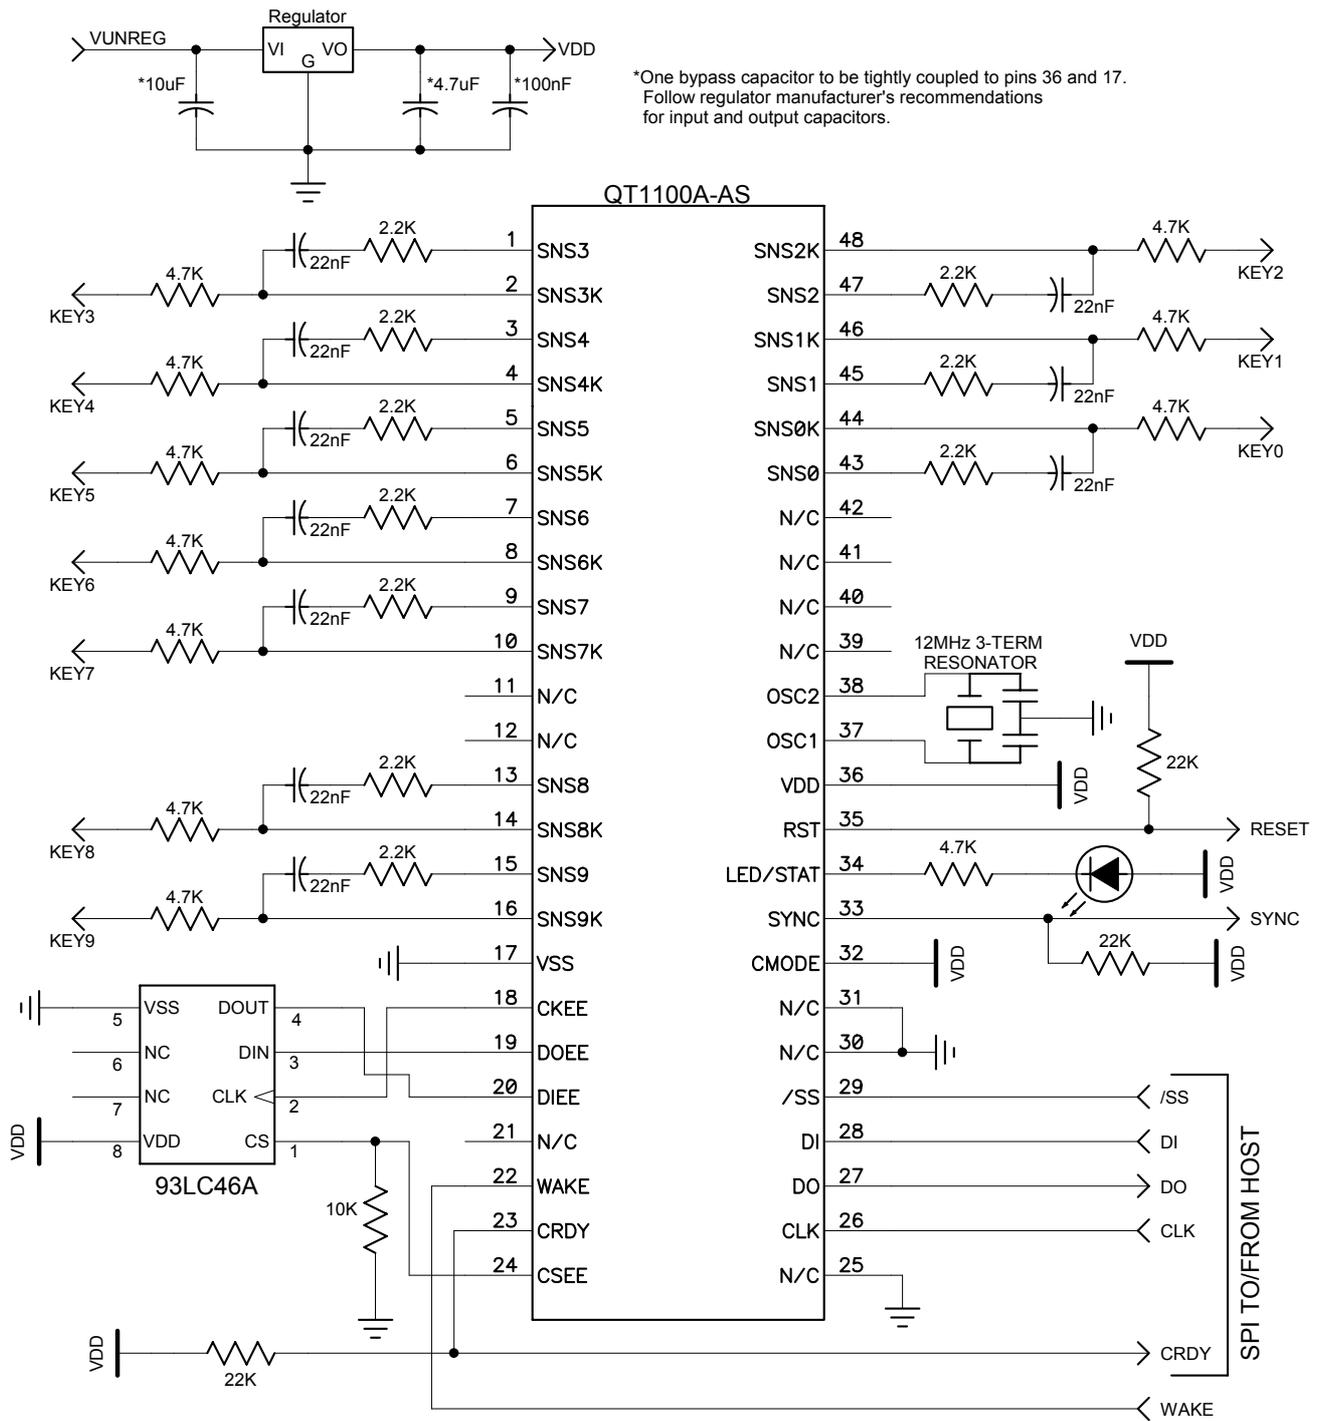 Regulator
VUNREG
VI
VO
G
VDD
*10uF
*4.7uF
*100nF
*One bypass capacitor to be tightly coupled to pins 36 and 17.
Follow regulator manufacturer's recommendations
for input and output capacitors.
QT1100A-AS
2.2K
22nF
1
SNS3
4.7K
KEY3
2
SNS3K
2.2K
22nF
3
SNS4
4.7K
KEY4
4
SNS4K
2.2K
22nF
5
SNS5
4.7K
KEY5
6
SNS5K
2.2K
22nF
7
SNS6
4.7K
KEY6
8
SNS6K
2.2K
22nF
9
SNS7
4.7K
KEY7
10
SNS7K
11
N/C
12
N/C
2.2K
22nF
13
SNS8
4.7K
KEY8
14
SNS8K
2.2K
22nF
15
SNS9
4.7K
KEY9
16
SNS9K
17
VSS
18
CKEE
19
DOEE
20
DIEE
21
N/C
22
WAKE
23
CRDY
24
CSEE
SNS2K
48
4.7K
KEY2
SNS2
47
2.2K
22nF
SNS1K
46
4.7K
KEY1
SNS1
45
2.2K
22nF
SNS0K
44
4.7K
KEY0
SNS0
43
2.2K
22nF
N/C
42
N/C
41
N/C
40
N/C
39
12MHz 3-TERM
RESONATOR
VDD
OSC2
38
OSC1
37
22K
VDD
36
VDD
RST
35
RESET
LED/STAT
34
4.7K
VDD
SYNC
33
SYNC
22K
VDD
CMODE
32
VDD
N/C
31
N/C
30
/SS
29
/SS
DI
28
DI
DO
27
DO
CLK
26
CLK
N/C
25
SPI TO/FROM HOST
5
VSS
DOUT
4
6
NC
DIN
3
7
NC
CLK
2
VDD
8
VDD
CS
1
93LC46A
10K
VDD
22K
CRDY
WAKE